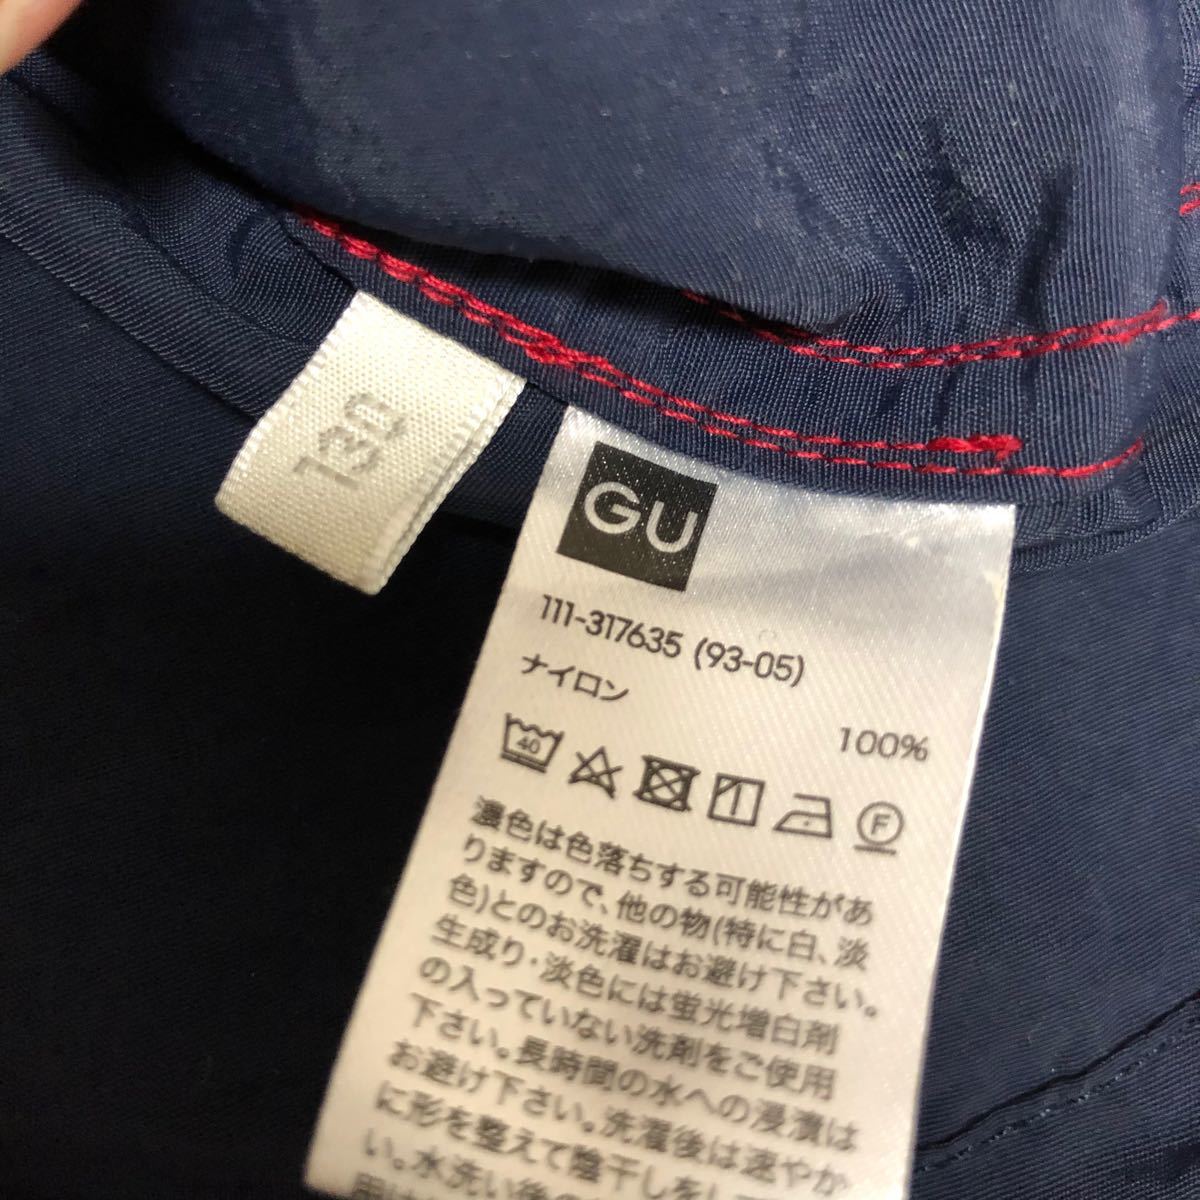 130
GU
111-317635 (93-05)
ナイロン
100%
40
F
濃色は色落ちする可能性があ
りますので、他の物(特に白、淡
色)とのお洗濯はお避け下さい。
生成り・淡色には蛍光増白剤
の入っていない洗剤をご使用
下さい。長時間の水への浸漬は
お避け下さい。洗濯後は速やか
に形を整えて陰干しをし
い。水洗い後の